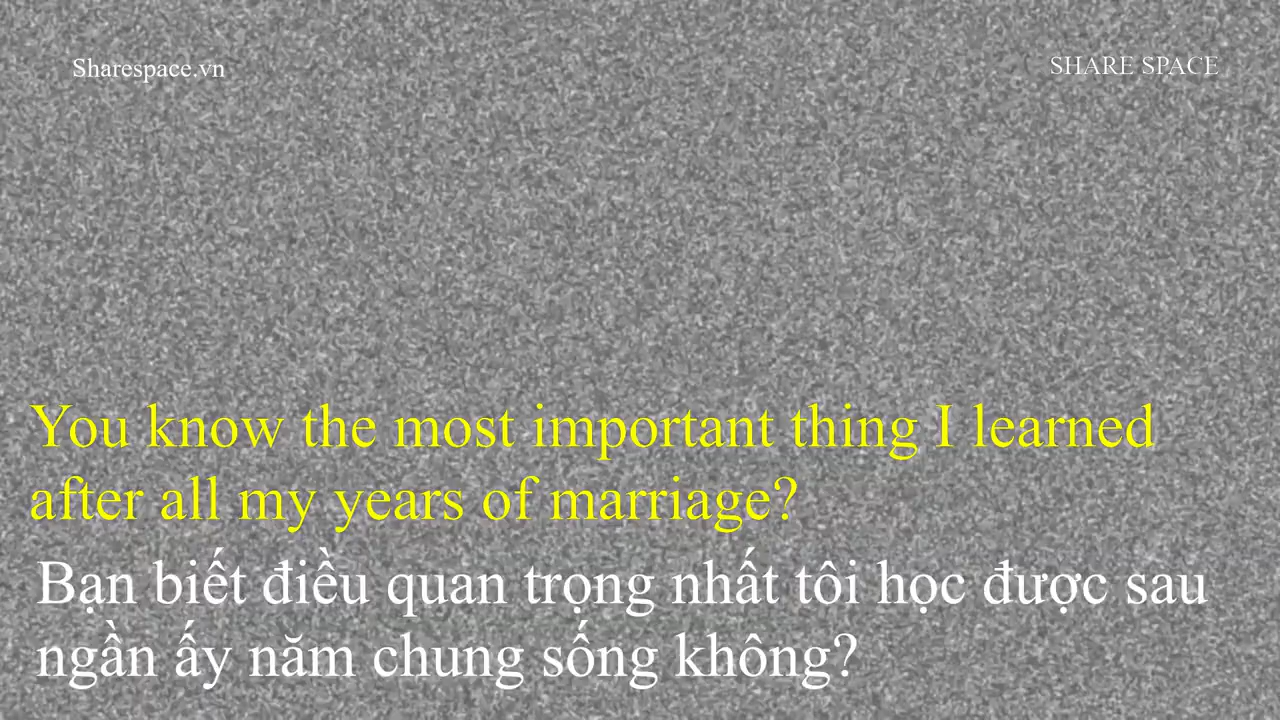 Sharespace.vn
SHARE SPACE
You know the most important thing I learned
after all my years of marriage?
Bạn biết điều quan trọng nhất tôi học được sau
ngần ấy năm chung sống không?